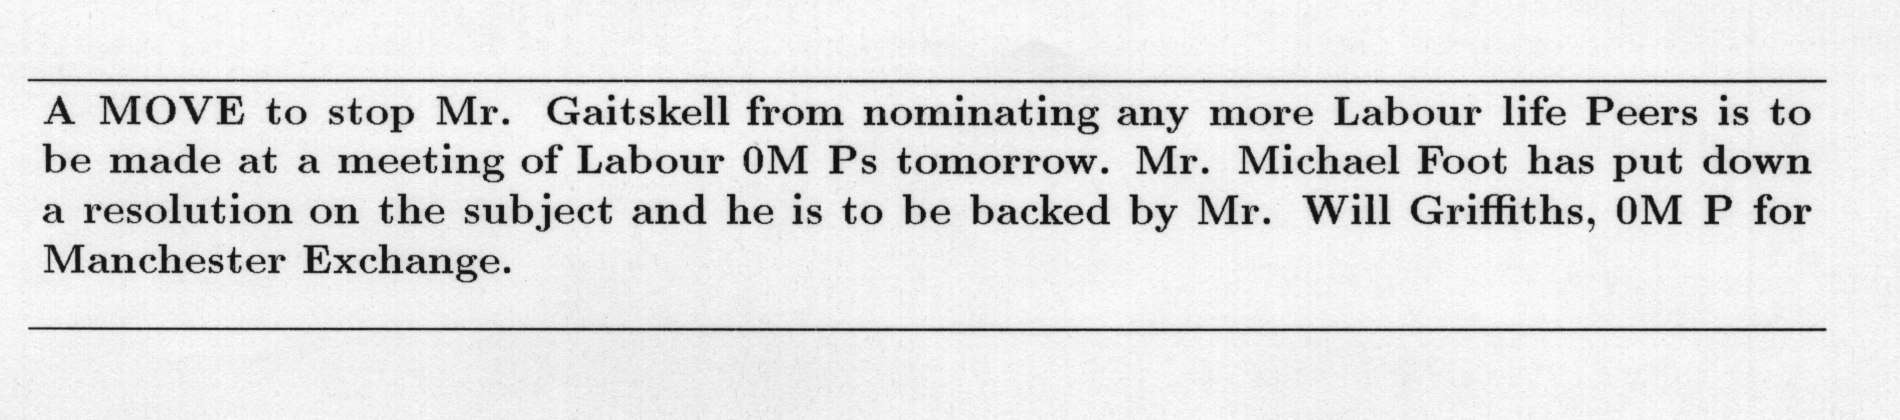 A MOVE to stop Mr. Gaitskell from nominating any more Labour life Peers is to
be made at a meeting of Labour 0M Ps tomorrow. Mr. Michael Foot has put down
a resolution on the subject and he is to be backed by Mr. Will Griffiths, 0M P for
Manchester Exchange.